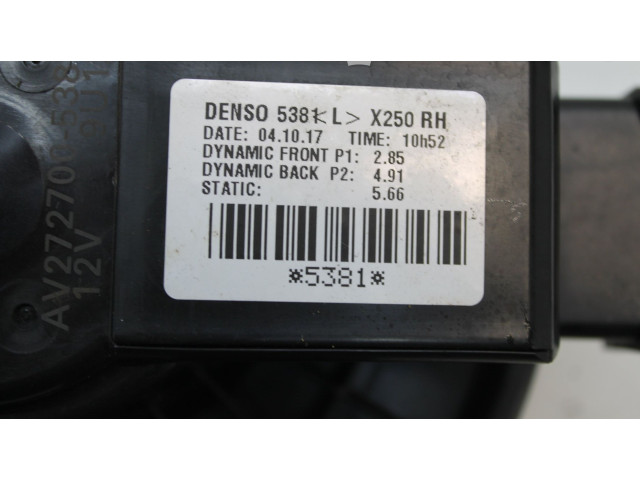 DENSO 5381<L> X250 RH
DATE: 04.10.17 TIME: 10h52
DYNAMIC FRONT P1: 2.85
DYNAMIC BACK P2: 4.91
STATIC: 5.66
*5381*
12V